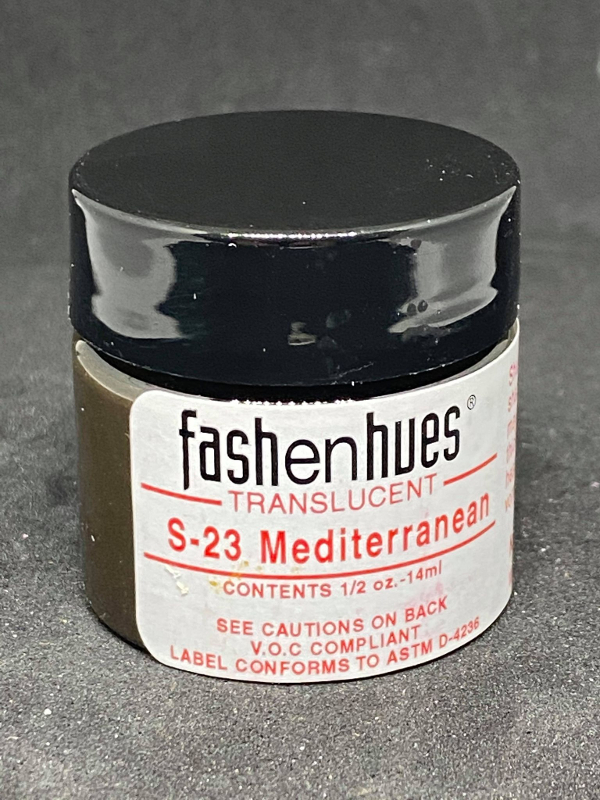 fashenhues®
TRANSLUCENT
S-23 Mediterranean
CONTENTS 1/2 oz.-14ml
SEE CAUTIONS ON BACK
V.O.C COMPLIANT
LABEL CONFORMS TO ASTM D-4236